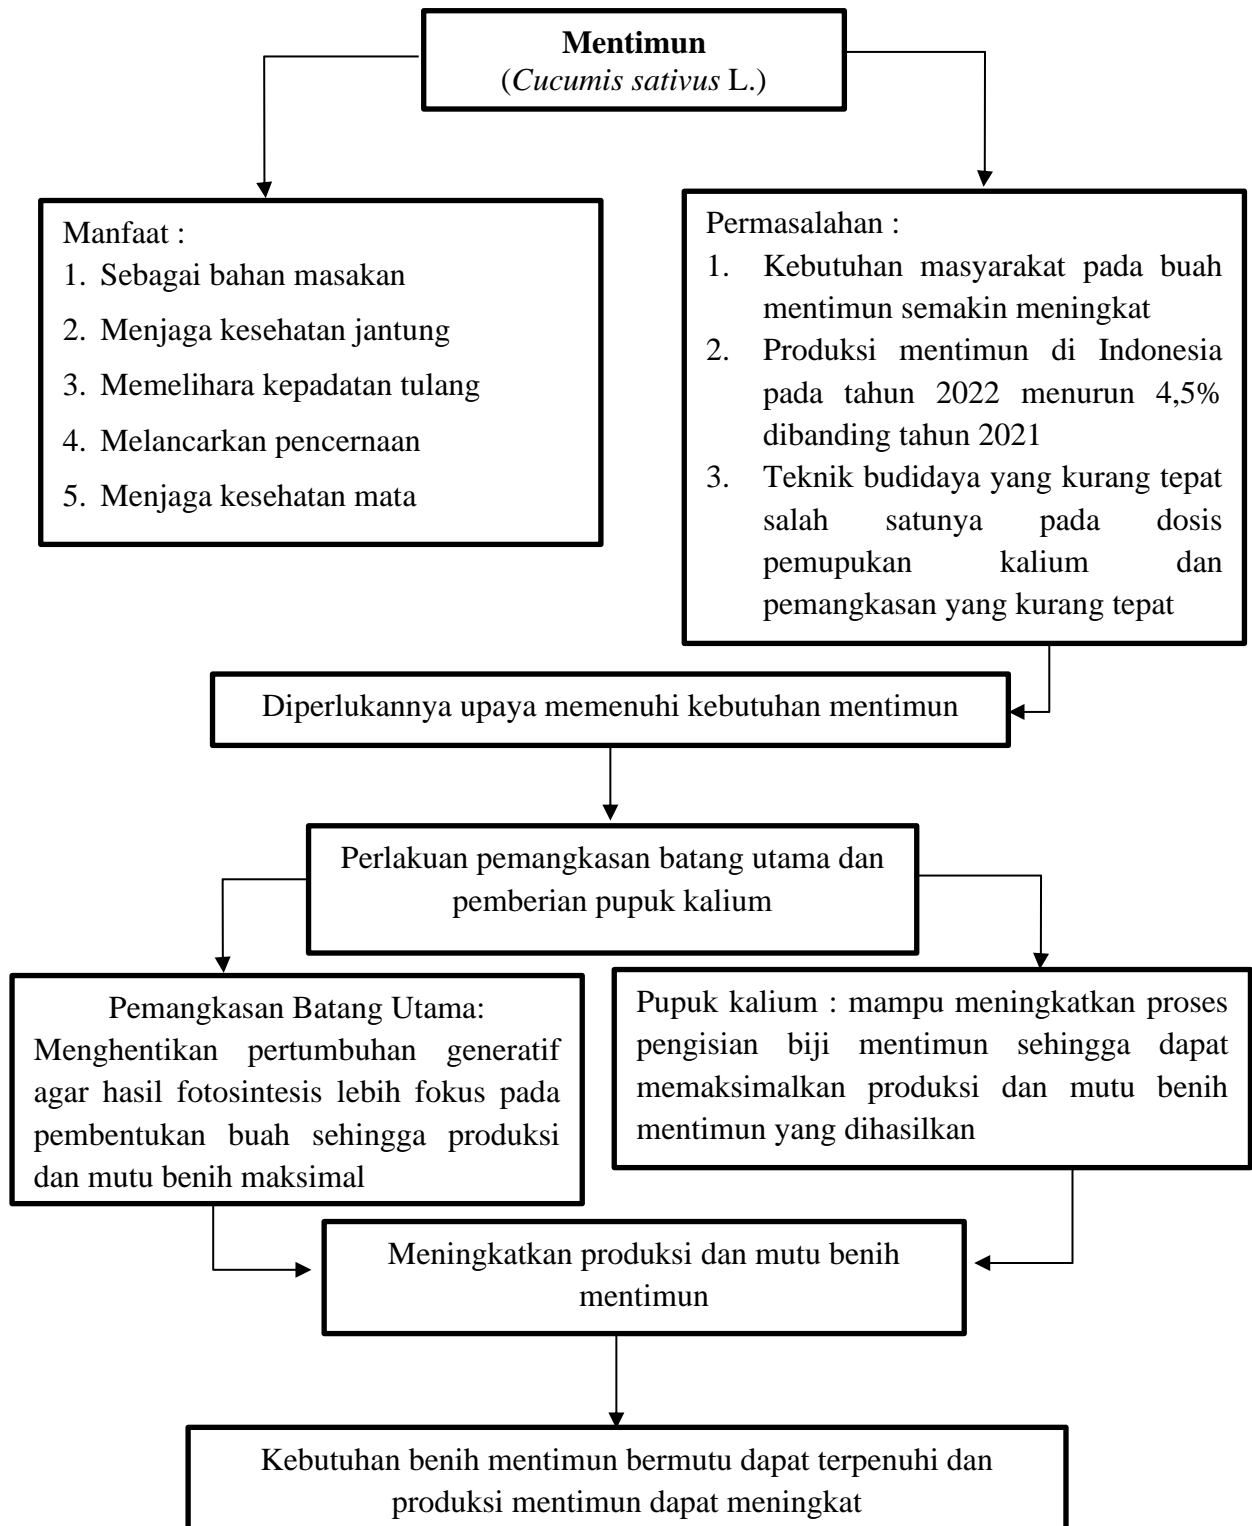 Mentimun
(Cucumis sativus L.)
Manfaat :
1. Sebagai bahan masakan
2. Menjaga kesehatan jantung
3. Memelihara kepadatan tulang
4. Melancarkan pencernaan
5. Menjaga kesehatan mata
Permasalahan :
1. Kebutuhan masyarakat pada buah
mentimun semakin meningkat
2. Produksi mentimun di Indonesia
pada tahun 2022 menurun 4,5%
dibanding tahun 2021
3. Teknik budidaya yang kurang tepat
salah satunya pada dosis
pemupukan kalium dan
pemangkasan yang kurang tepat
Diperlukannya upaya memenuhi kebutuhan mentimun
Perlakuan pemangkasan batang utama dan
pemberian pupuk kalium
Pemangkasan Batang Utama:
Menghentikan pertumbuhan generatif
agar hasil fotosintesis lebih fokus pada
pembentukan buah sehingga produksi
dan mutu benih maksimal
Pupuk kalium : mampu meningkatkan proses
pengisian biji mentimun sehingga dapat
memaksimalkan produksi dan mutu benih
mentimun yang dihasilkan
Meningkatkan produksi dan mutu benih
mentimun
Kebutuhan benih mentimun bermutu dapat terpenuhi dan
produksi mentimun dapat meningkat